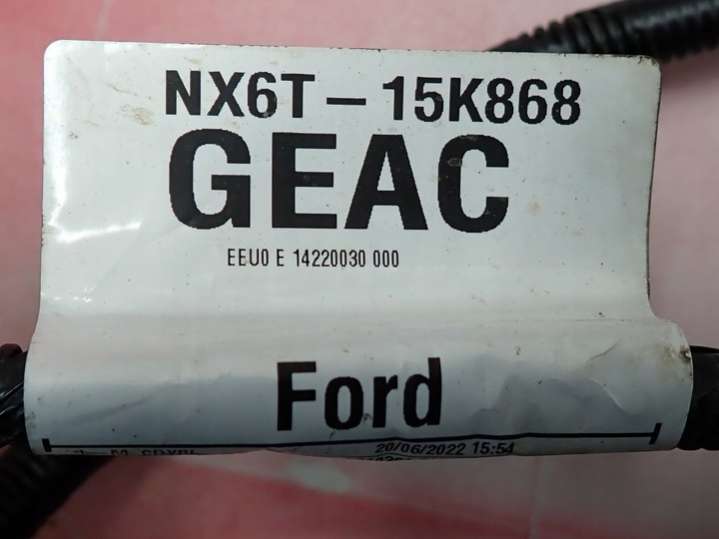 NX6T – 15K868
GEAC
EEU0 E 14220030 000
Ford
20/06/2022 15:54